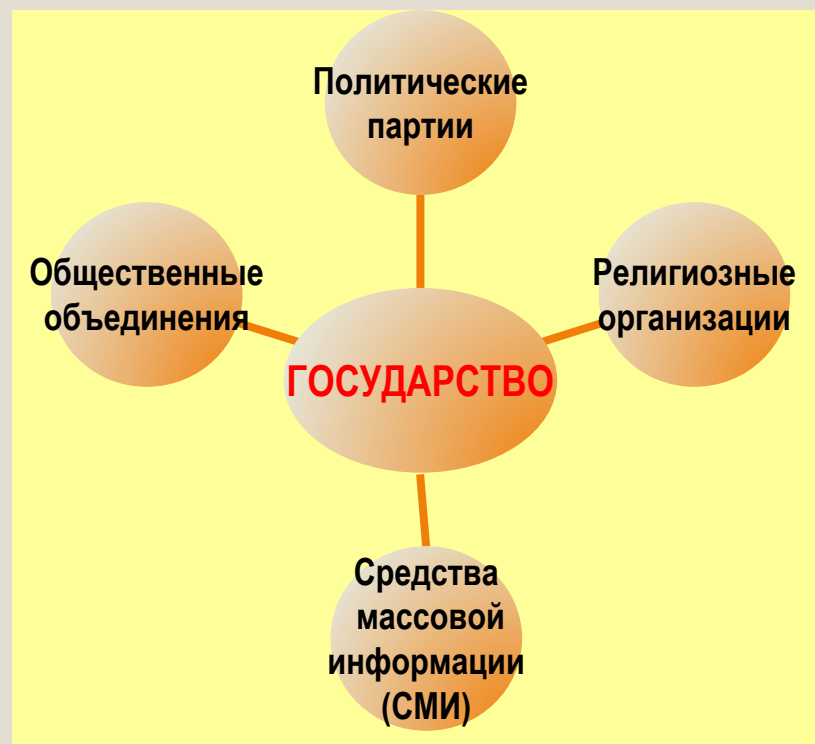 Политические
партии
Общественные
объединения
Религиозные
организации
ГОСУДАРСТВО
Средства
массовой
информации
(СМИ)